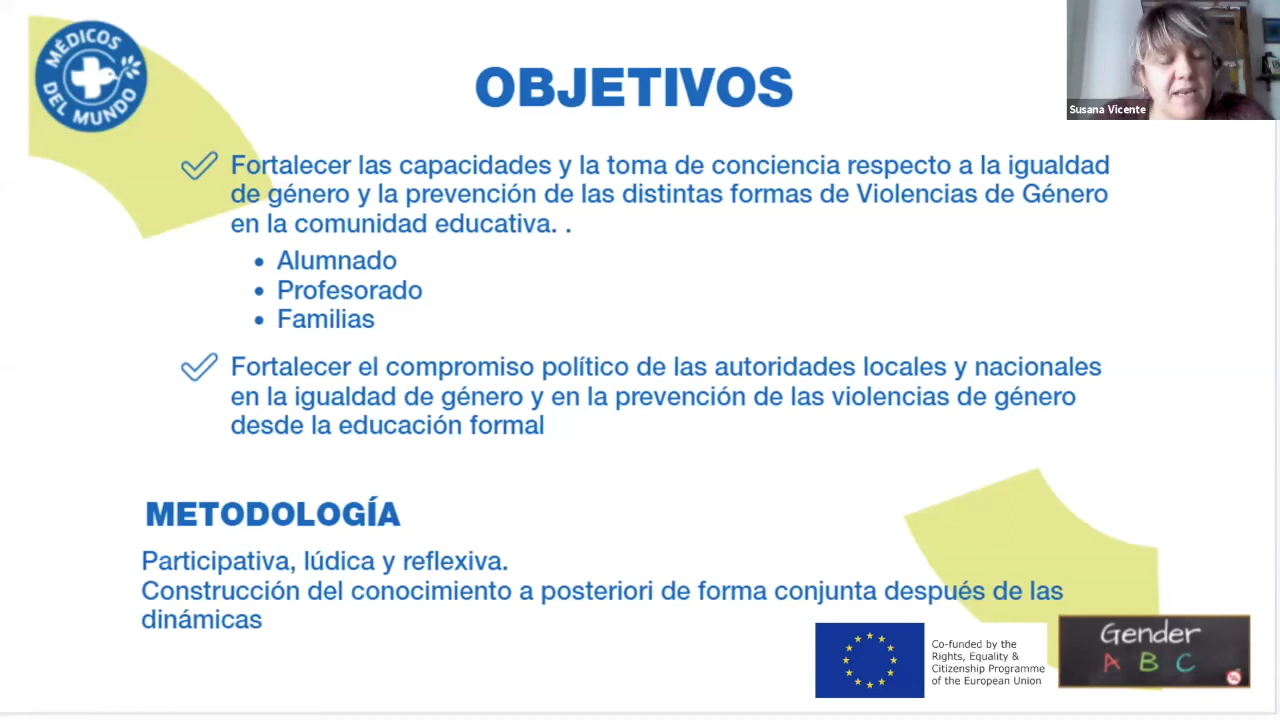 MÉDICOS
DEL MUNDO
OBJETIVOS
Susana Vicente
Fortalecer las capacidades y la toma de conciencia respecto a la igualdad
de género y la prevención de las distintas formas de Violencias de Género
en la comunidad educativa. .
• Alumnado
• Profesorado
• Familias
Fortalecer el compromiso político de las autoridades locales y nacionales
en la igualdad de género y en la prevención de las violencias de género
desde la educación formal
METODOLOGÍA
Participativa, lúdica y reflexiva.
Construcción del conocimiento a posteriori de forma conjunta después de las
dinámicas
Co-funded by the
Rights, Equality &
Citizenship Programme
of the European Union
Gender
A B C